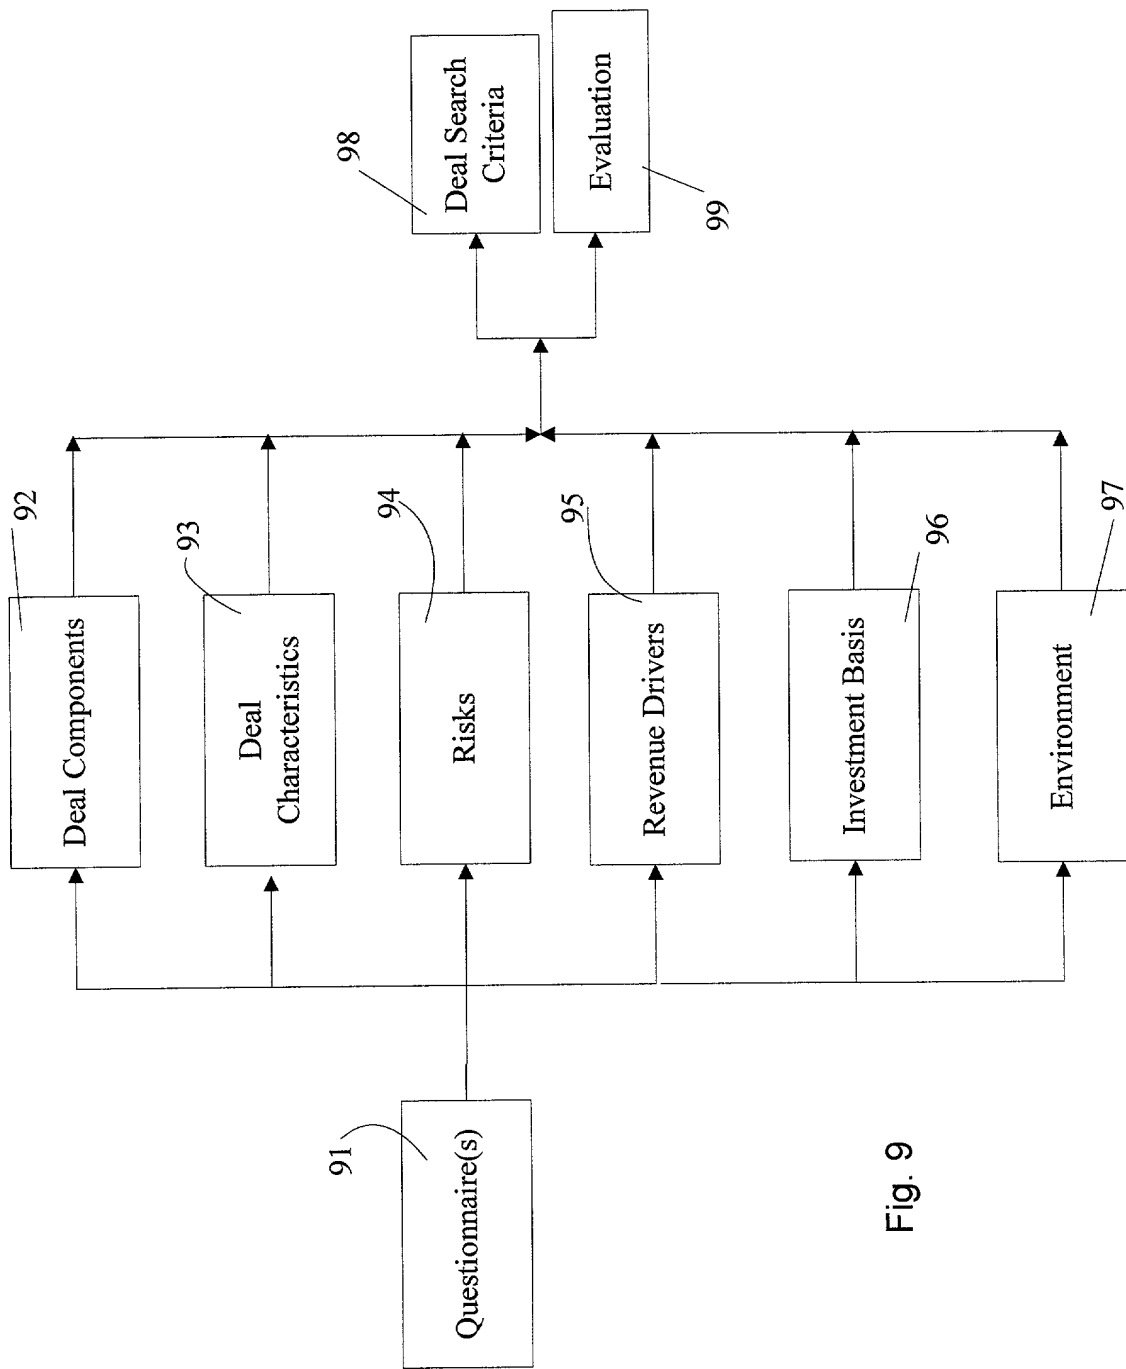 Questionnaire(s)
91
Deal Components
92
Deal
Characteristics
93
Risks
94
Revenue Drivers
95
Investment Basis
96
Environment
97
Deal Search
Criteria
98
Evaluation
99
Fig. 9